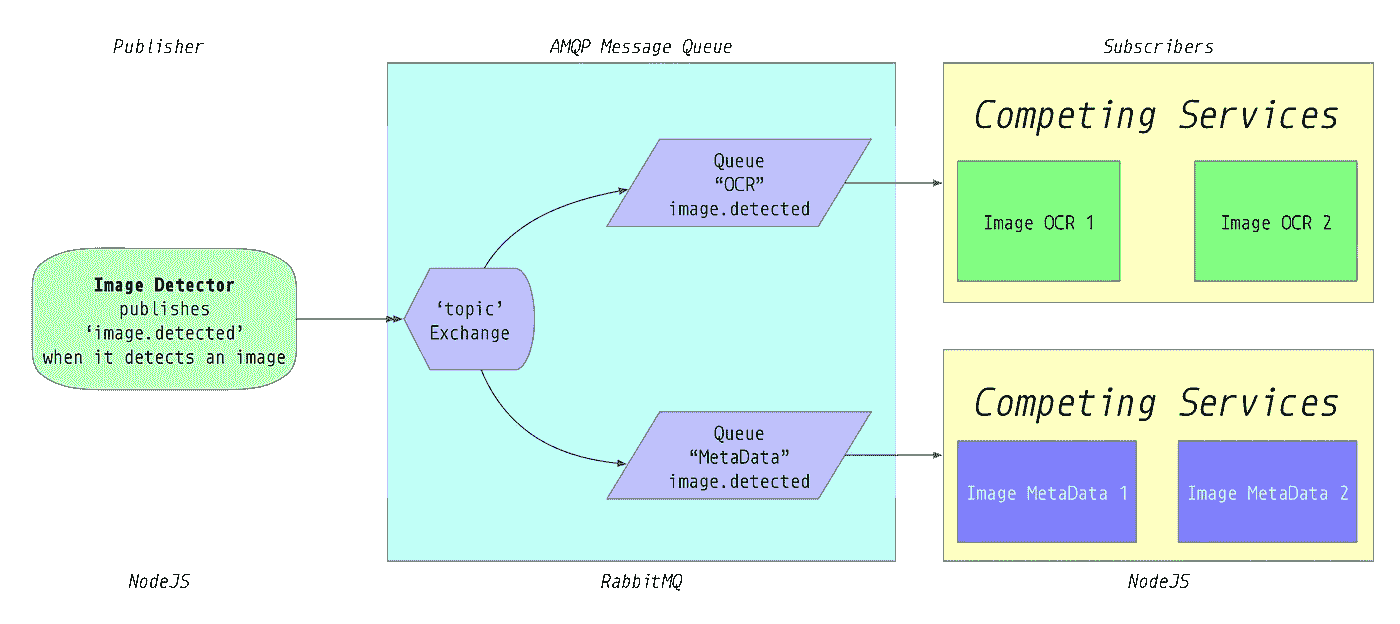 Publisher
AMQP Message Queue
Subscribers
Image Detector
publishes
‘image.detected’
when it detects an image
‘topic’
Exchange
Queue
“OCR”
image.detected
Queue
“MetaData”
image.detected
Competing Services
Image OCR 1
Image OCR 2
Competing Services
Image MetaData 1
Image MetaData 2
NodeJS
RabbitMQ
NodeJS